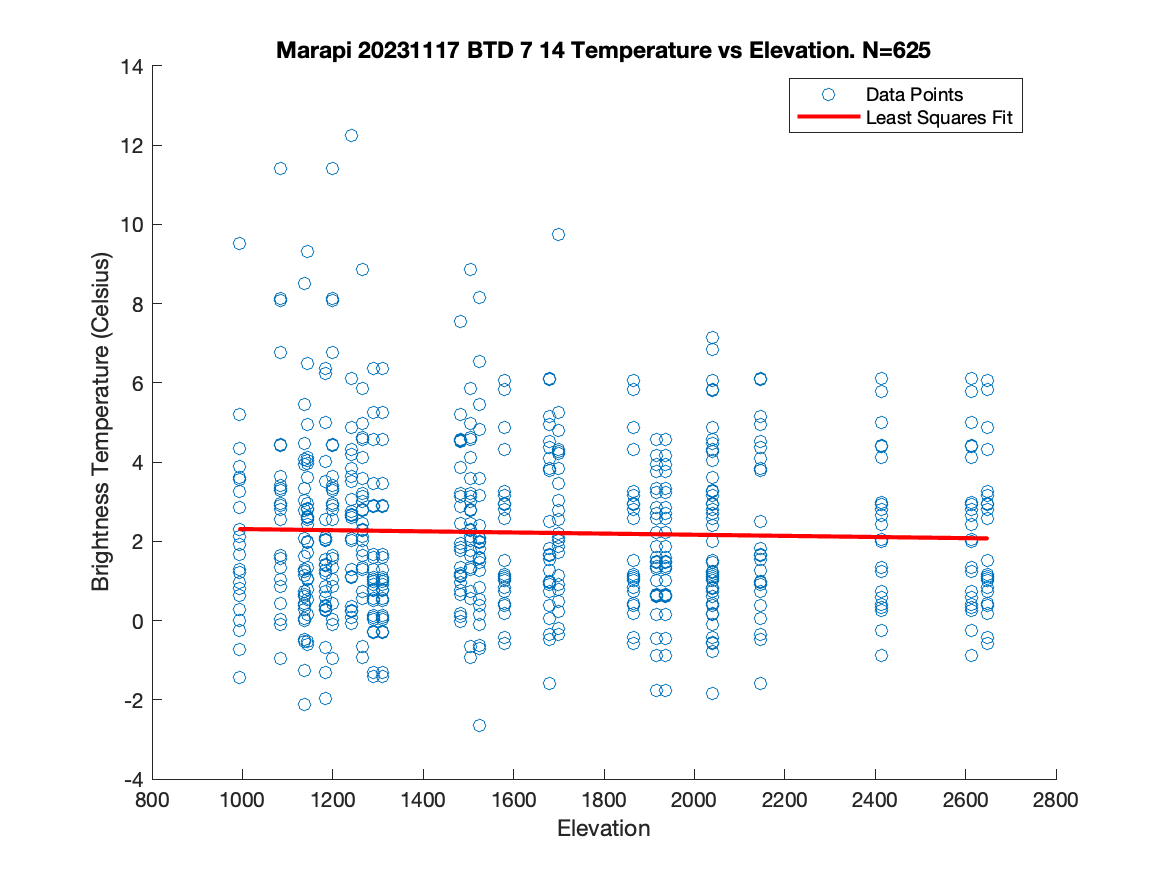 Marapi 20231117 BTD 7 14 Temperature vs Elevation. N=625
Data Points
Least Squares Fit
Brightness Temperature (Celsius)
14
12
10
8
6
4
2
0
-2
-4
800 1000 1200 1400 1600 1800 2000 2200 2400 2600 2800
Elevation